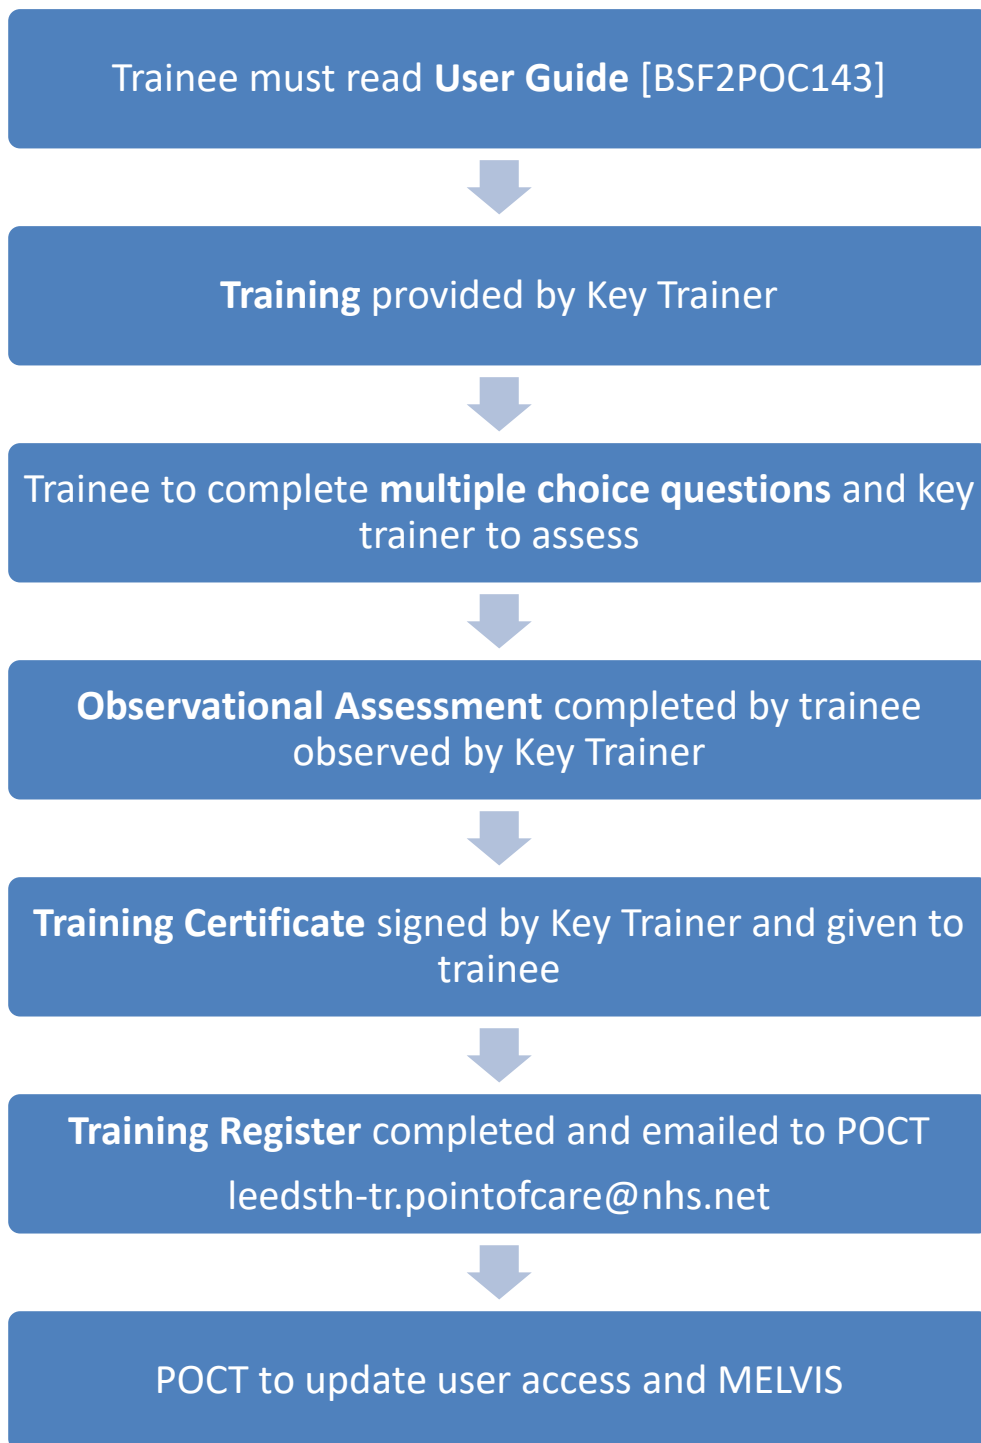 Trainee must read User Guide [BSF2POC143]
Training provided by Key Trainer
Trainee to complete multiple choice questions and key
trainer to assess
Observational Assessment completed by trainee
observed by Key Trainer
Training Certificate signed by Key Trainer and given to
trainee
Training Register completed and emailed to POCT
leedsth-tr.pointofcare@nhs.net
POCT to update user access and MELVIS